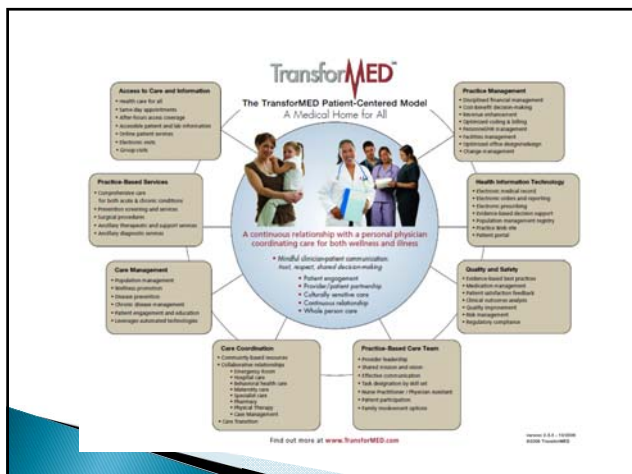 TransforMED™
The TransforMED Patient-Centered Model
A Medical Home for All
Access to Care and Information
• Health care for all
• Same-day appointments
• After-hours access coverage
• Accessible patient and lab information
• Online patient services
• Electronic visits
• Group visits
Practice-Based Services
• Comprehensive care
for both acute & chronic conditions
• Prevention screening and services
• Surgical procedures
• Ancillary therapeutic and support services
• Ancillary diagnostic services
Care Management
• Population management
• Wellness promotion
• Disease prevention
• Chronic disease management
• Patient engagement and education
• Leverages automated technologies
Care Coordination
• Community-based resources
• Collaborative relationships
• Emergency Room
• Hospital care
• Behavioral health care
• Maternity care
• Specialist care
• Pharmacy
• Physical Therapy
• Case Management
• Care Transition
A continuous relationship with a personal physician
coordinating care for both wellness and illness
• Mindful clinician-patient communication:
trust, respect, shared decision-making
• Patient engagement
• Provider/patient partnership
• Culturally sensitive care
• Continuous relationship
• Whole person care
Practice Management
• Disciplined financial management
• Cost-Benefit decision-making
• Revenue enhancement
• Optimized coding & billing
• Personnel/HR management
• Facilities management
• Optimized office design/redesign
• Change management
Health Information Technology
• Electronic medical record
• Electronic orders and reporting
• Electronic prescribing
• Evidence-based decision support
• Population management registry
• Practice Web site
• Patient portal
Quality and Safety
• Evidence-based best practices
• Medication management
• Patient satisfaction feedback
• Clinical outcomes analysis
• Quality improvement
• Risk management
• Regulatory compliance
Practice-Based Care Team
• Provider leadership
• Shared mission and vision
• Effective communication
• Task designation by skill set
• Nurse Practitioner / Physician Assistant
• Patient participation
• Family involvement options
Find out more at www.TransforMED.com
©2008 TransforMED